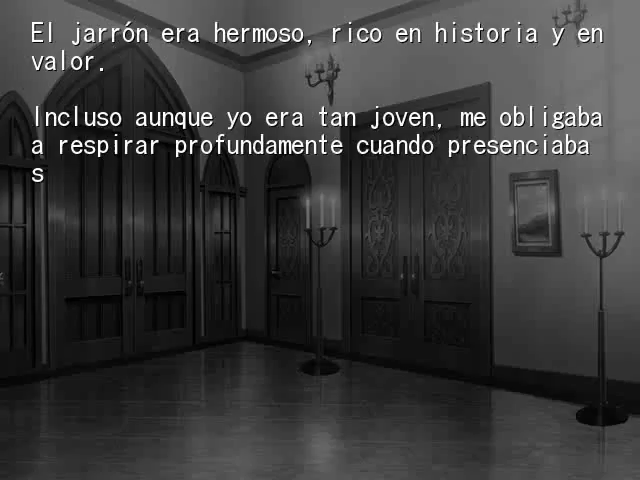 El jarrón era hermoso, rico en historia y en
valor.
Incluso aunque yo era tan joven, me obligaba
a respirar profundamente cuando presenciaba
s